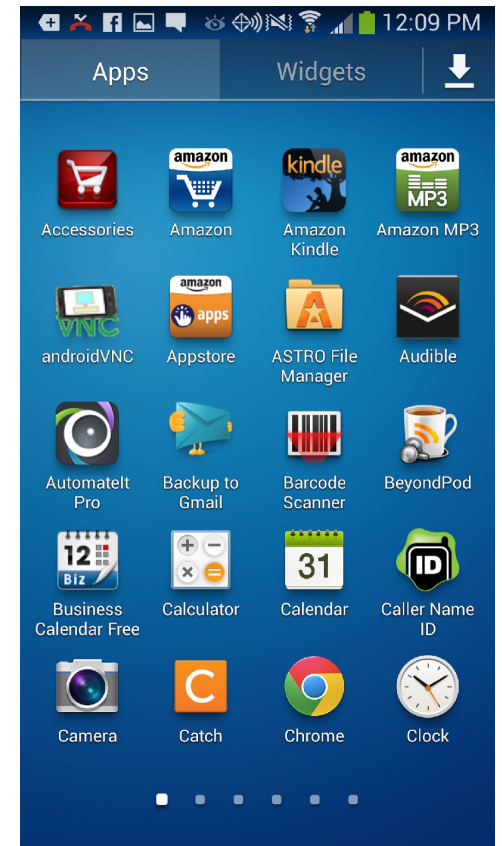 12:09 PM
Apps Widgets
amazon kindle amazon
MP3
Accessories Amazon Amazon Kindle Amazon MP3
VNC amazon apps
androidVNC Appstore ASTRO File Manager Audible
AutomateIt Pro Backup to Gmail Barcode Scanner BeyondPod
12 Biz 31 ID
Business Calendar Free Calculator Calendar Caller Name ID
C
Camera Catch Chrome Clock